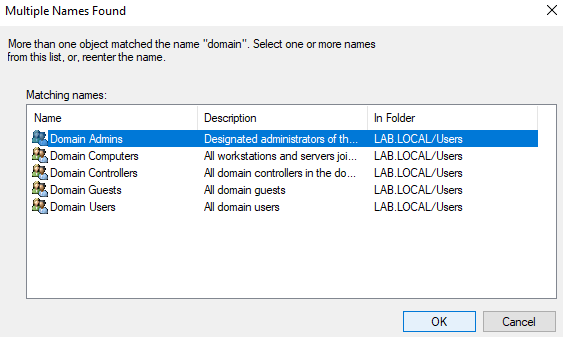 Multiple Names Found
More than one object matched the name "domain". Select one or more names
from this list, or, reenter the name.
Matching names:
Name Description In Folder
Domain Admins Designated administrators of th... LAB.LOCAL/Users
Domain Computers All workstations and servers joi... LAB.LOCAL/Users
Domain Controllers All domain controllers in the do... LAB.LOCAL/Users
Domain Guests All domain guests LAB.LOCAL/Users
Domain Users All domain users LAB.LOCAL/Users
OK Cancel